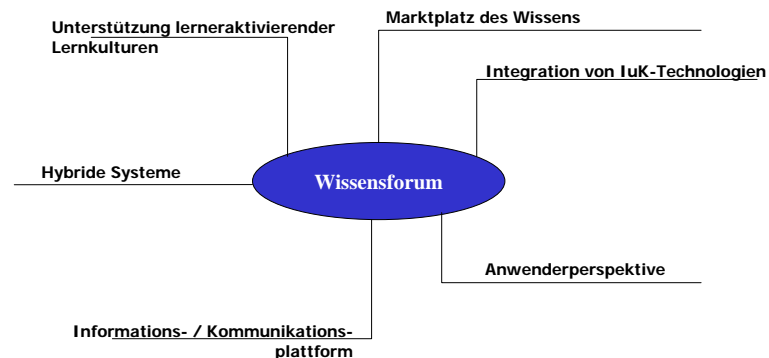 Marktplatz des Wissens
Unterstützung lerneraktivierender
Lernkulturen
Integration von IuK-Technologien
Hybride Systeme
Wissensforum
Anwenderperspektive
Informations- / Kommunikations-
plattform